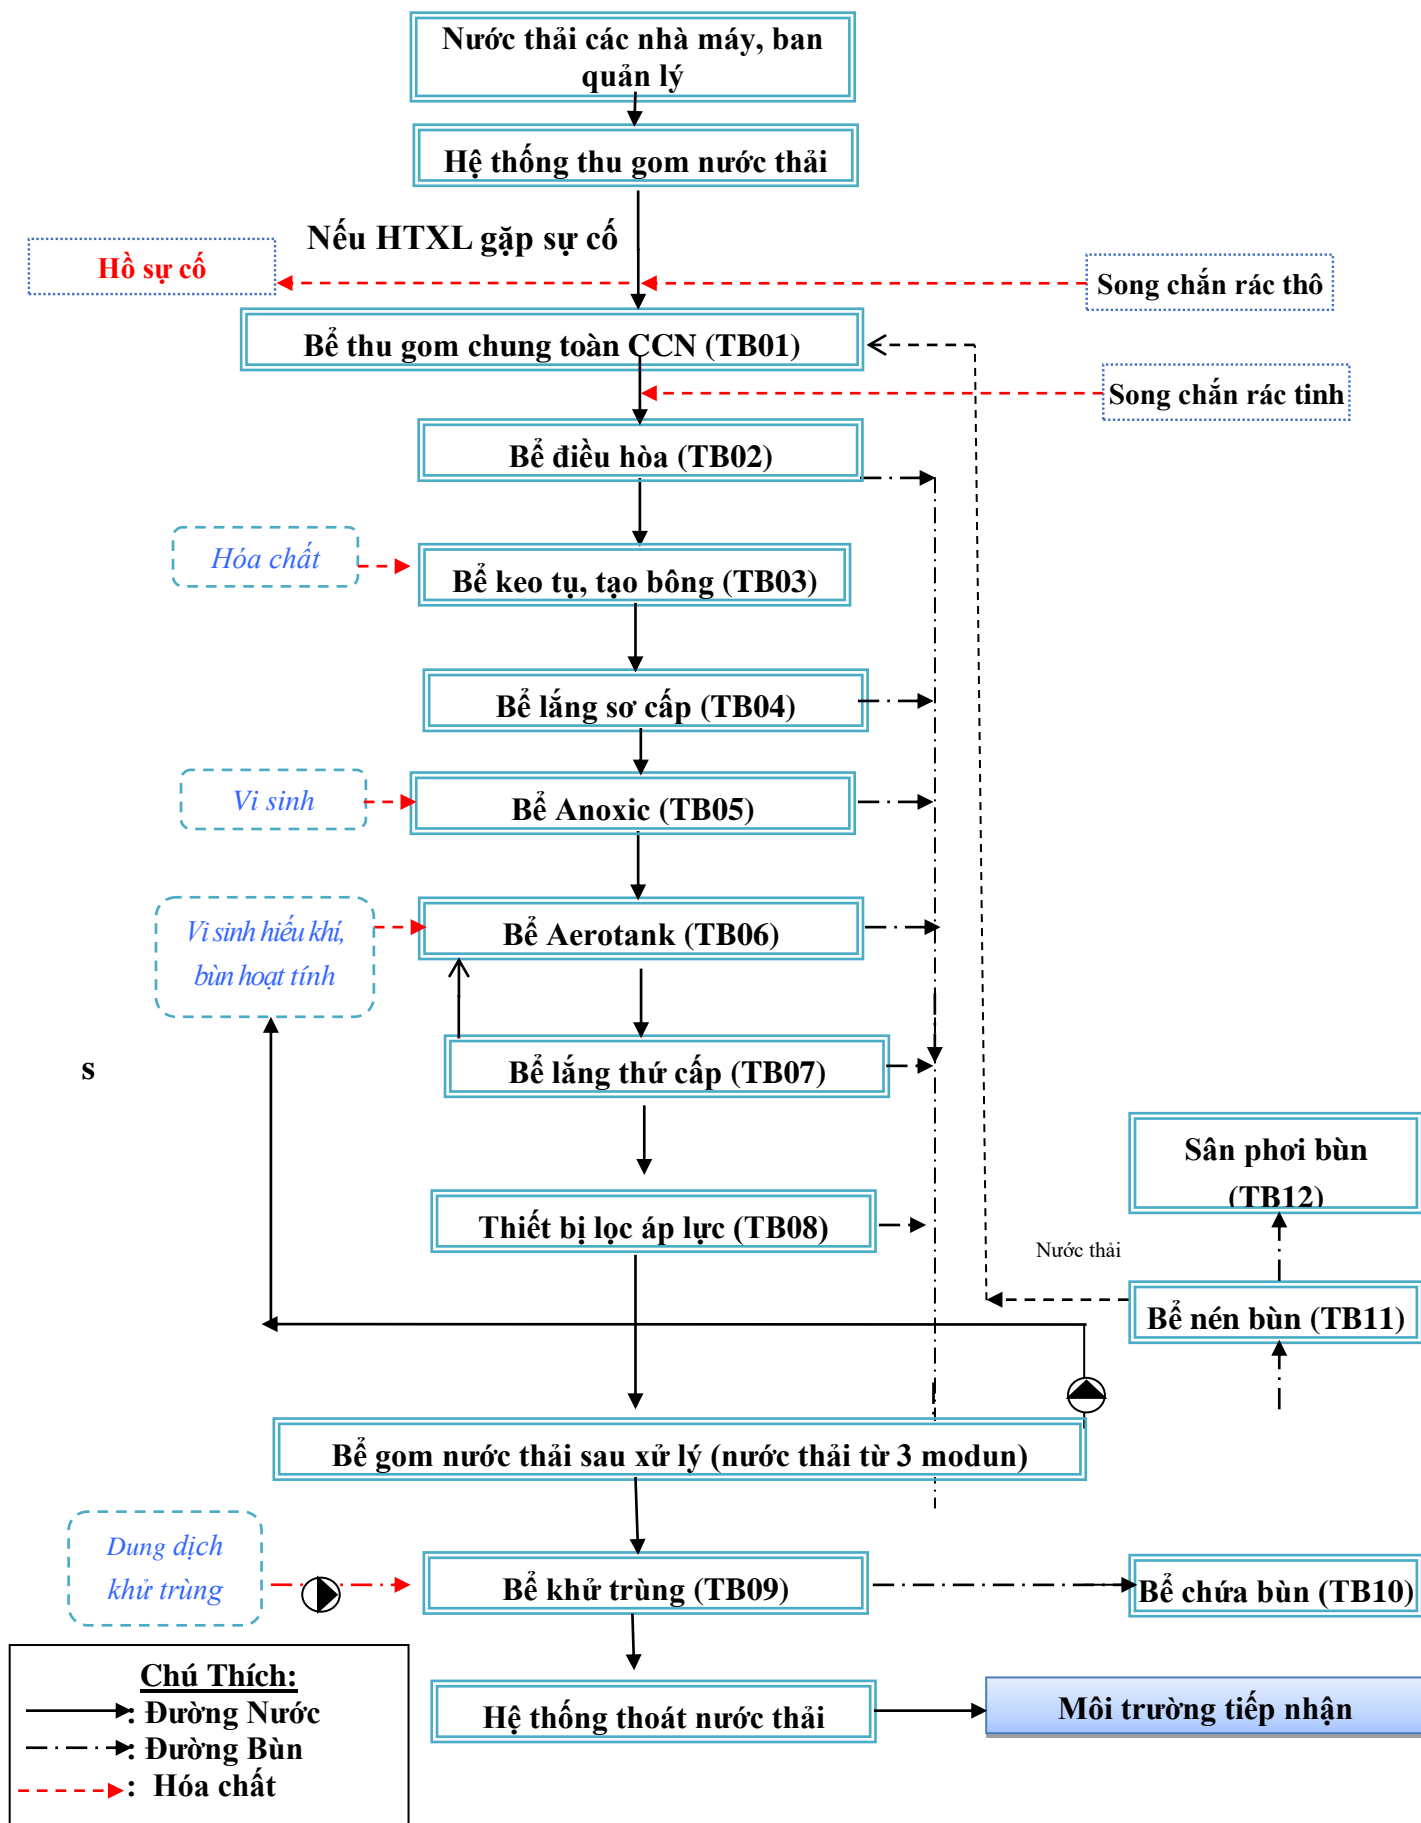 Nước thải các nhà máy, ban
quản lý
Hệ thống thu gom nước thải
Nếu HTXL gặp sự cố
Hồ sự cố
Song chắn rác thô
Bể thu gom chung toàn CCN (TB01)
Song chắn rác tinh
Bể điều hòa (TB02)
Hóa chất
Bể keo tụ, tạo bông (TB03)
Bể lắng sơ cấp (TB04)
Vi sinh
Bể Anoxic (TB05)
Vi sinh hiếu khí,
bùn hoạt tính
Bể Aerotank (TB06)
s
Bể lắng thứ cấp (TB07)
Sân phơi bùn
(TB12)
Thiết bị lọc áp lực (TB08)
Nước thải
Bể nén bùn (TB11)
Bể gom nước thải sau xử lý (nước thải từ 3 modun)
Dung dịch
khử trùng
Bể khử trùng (TB09)
Bể chứa bùn (TB10)
Hệ thống thoát nước thải
Môi trường tiếp nhận
Chú Thích:
: Đường Nước
: Đường Bùn
: Hóa chất